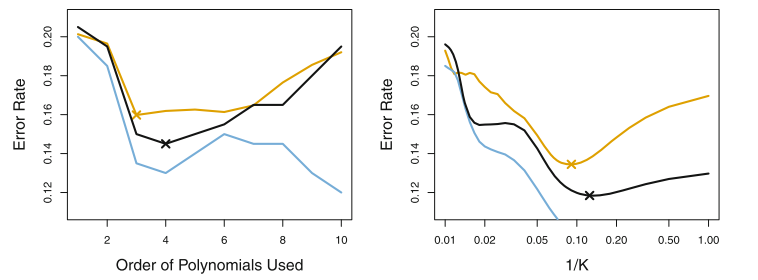 Error Rate
0.12 0.14 0.16 0.18 0.20
2 4 6 8 10
Order of Polynomials Used
Error Rate
0.12 0.14 0.16 0.18 0.20
0.01 0.02 0.05 0.10 0.20 0.50 1.00
1/K